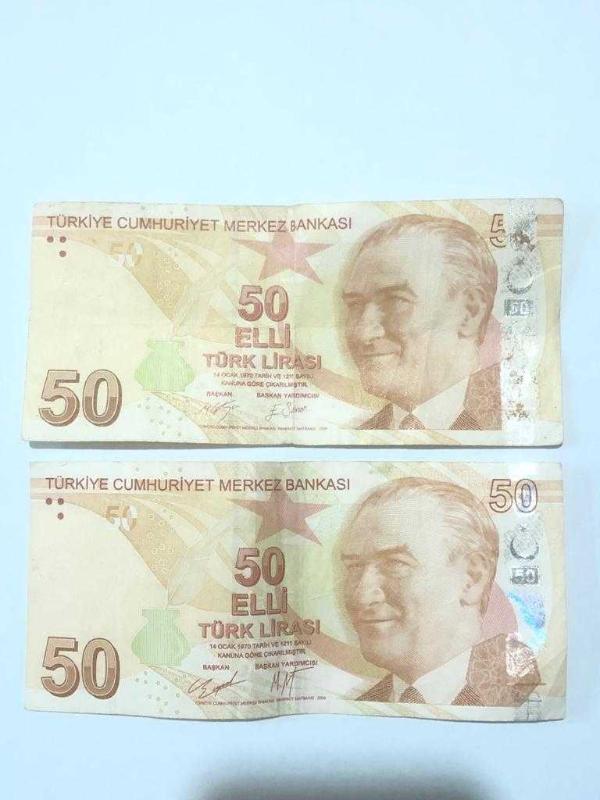 TÜRKİYE CUMHURİYET MERKEZ BANKASI
5
50
50
50
ELLİ
TÜRK LİRASI
14 OCAK 1970 TARİH VE 1211 SAYILI
KANUNA GÖRE ÇIKARILMIŞTIR.
BAŞKAN BAŞKAN YARDIMCISI
50
TÜRKİYE CUMHURİYET MERKEZ BANKASI
50
50
50
50
ELLİ
TÜRK LİRASI
14 OCAK 1970 TARİH VE 1211 SAYILI
KANUNA GÖRE ÇIKARILMIŞTIR.
BAŞKAN BAŞKAN YARDIMCISI
50